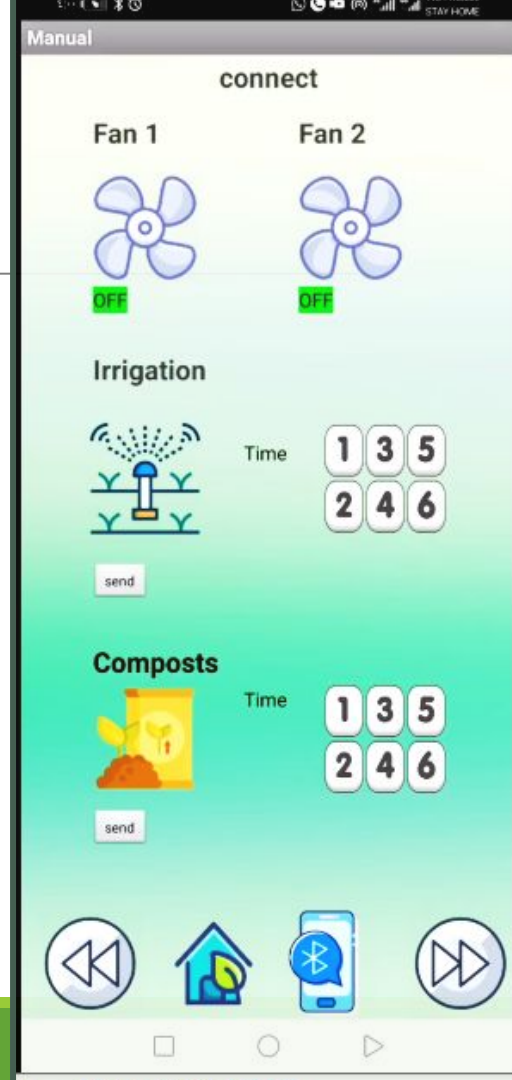 STAY HOME
Manual
connect
Fan 1 Fan 2
OFF OFF
Irrigation
Time 1 3 5
2 4 6
send
Composts
Time 1 3 5
2 4 6
send